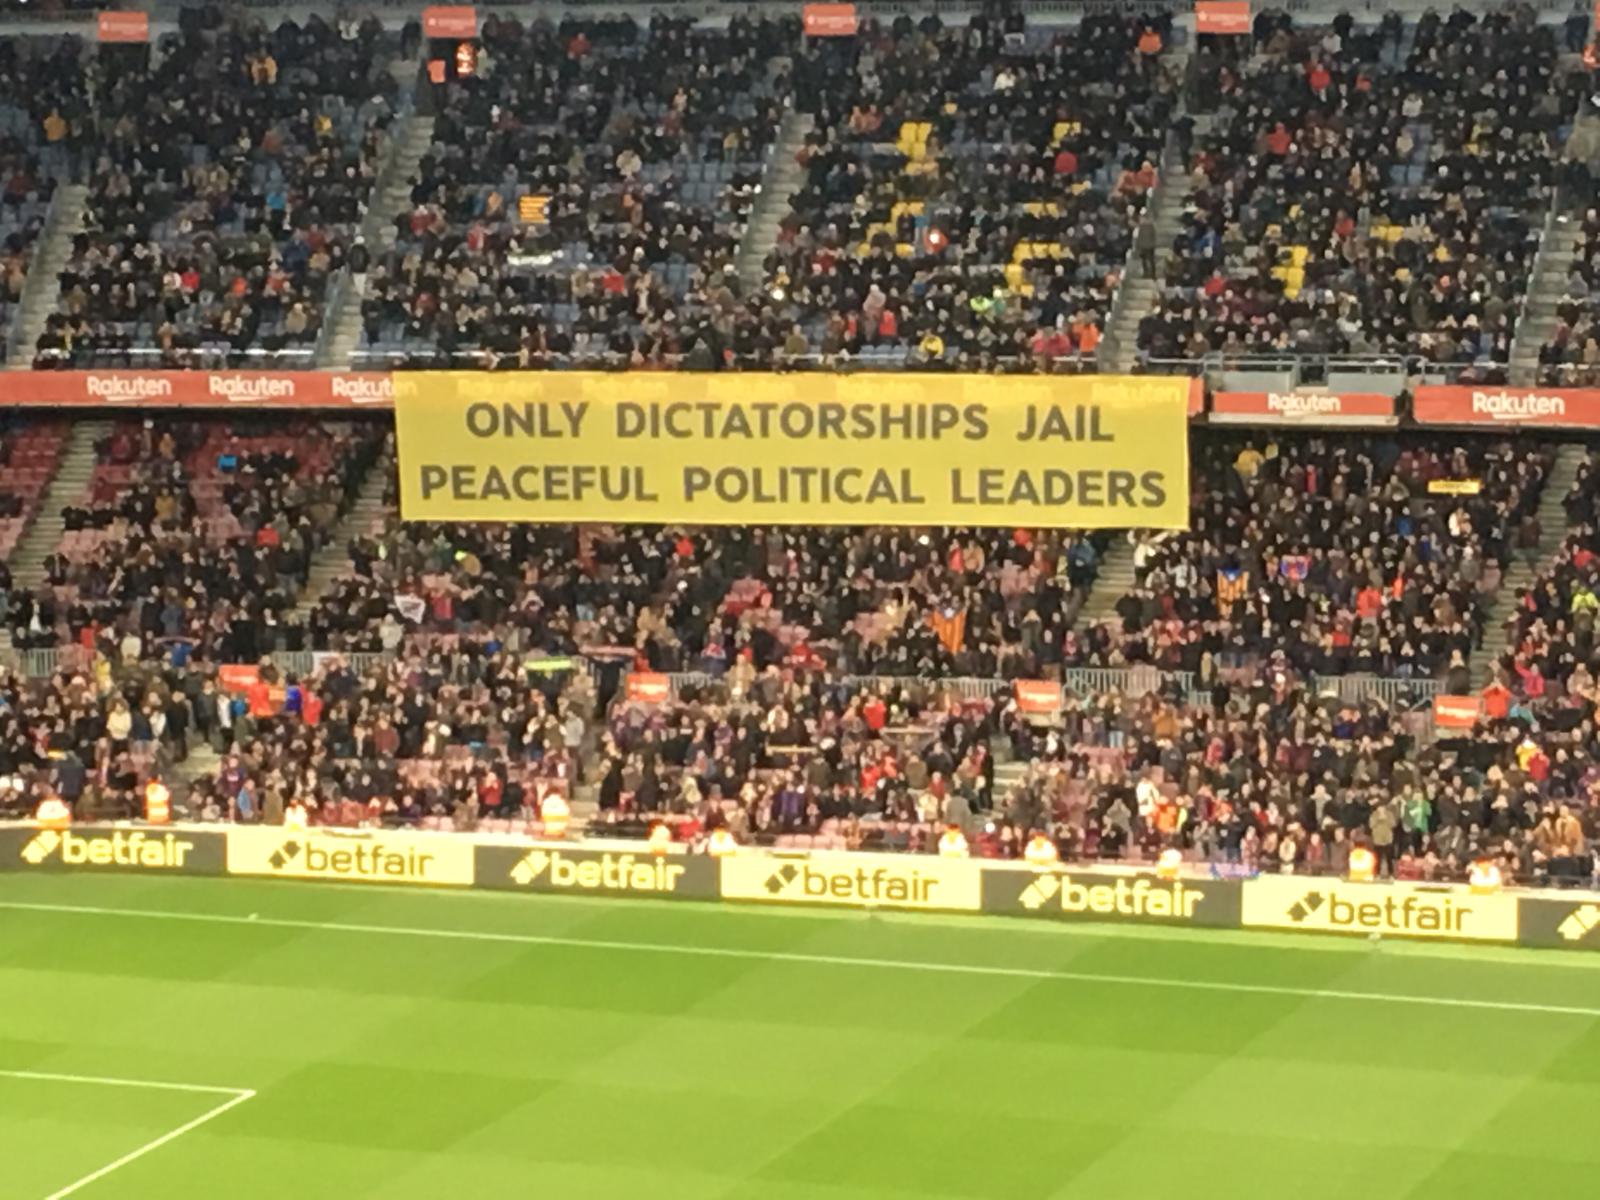 Rakuten Rakuten Rakuten
ONLY DICTATORSHIPS JAIL
PEACEFUL POLITICAL LEADERS
Rakuten
Rakuten
betfair betfair betfair betfair betfair betfair